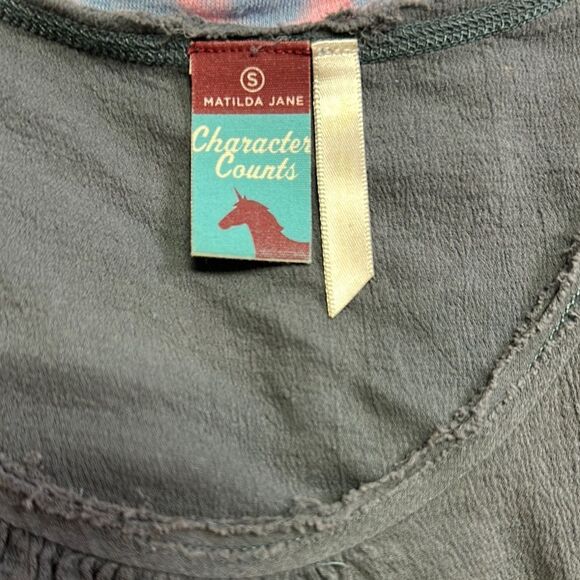 S
MATILDA JANE
Character
Counts